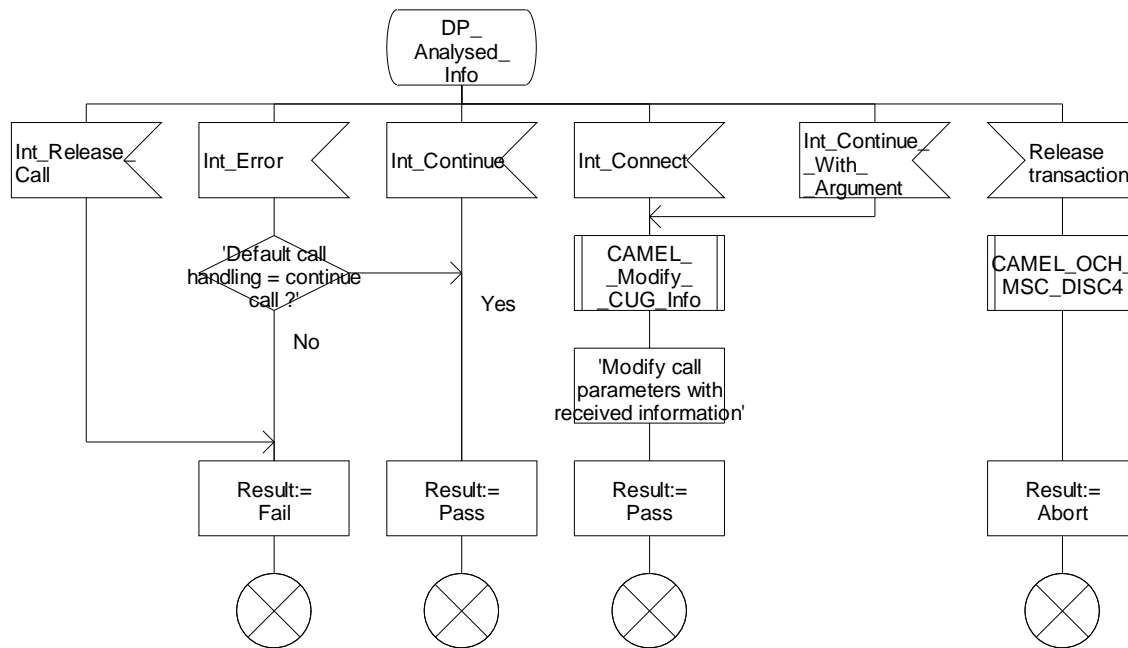 DP_
Analysed_
Info
Int_Release_
Call
Int_Error
Int_Continue
Int_Connect
Int_Continue_
_With_
_Argument
Release
transaction
'Default call
handling = continue
call ?'
Yes
No
CAMEL_
_Modify_
_CUG_Info
CAMEL_OCH_
MSC_DISC4
'Modify call
parameters with
received information'
Result:=
Fail
Result:=
Pass
Result:=
Pass
Result:=
Abort